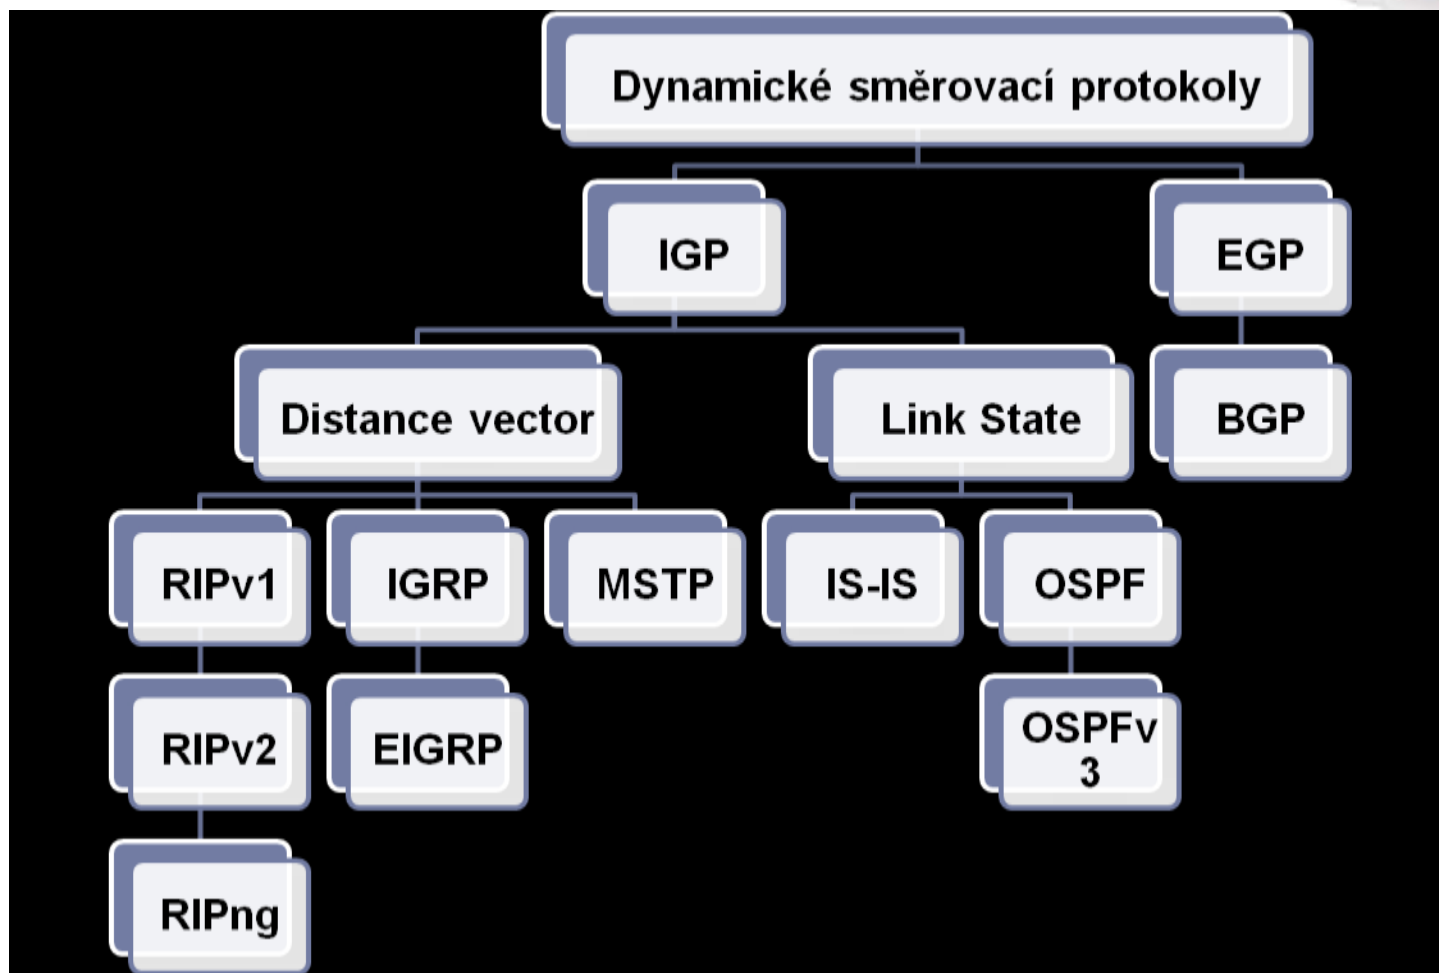 Dynamické směrovací protokoly
IGP
EGP
Distance vector
Link State
BGP
RIPv1
IGRP
MSTP
IS-IS
OSPF
RIPv2
EIGRP
OSPFv
3
RIPng